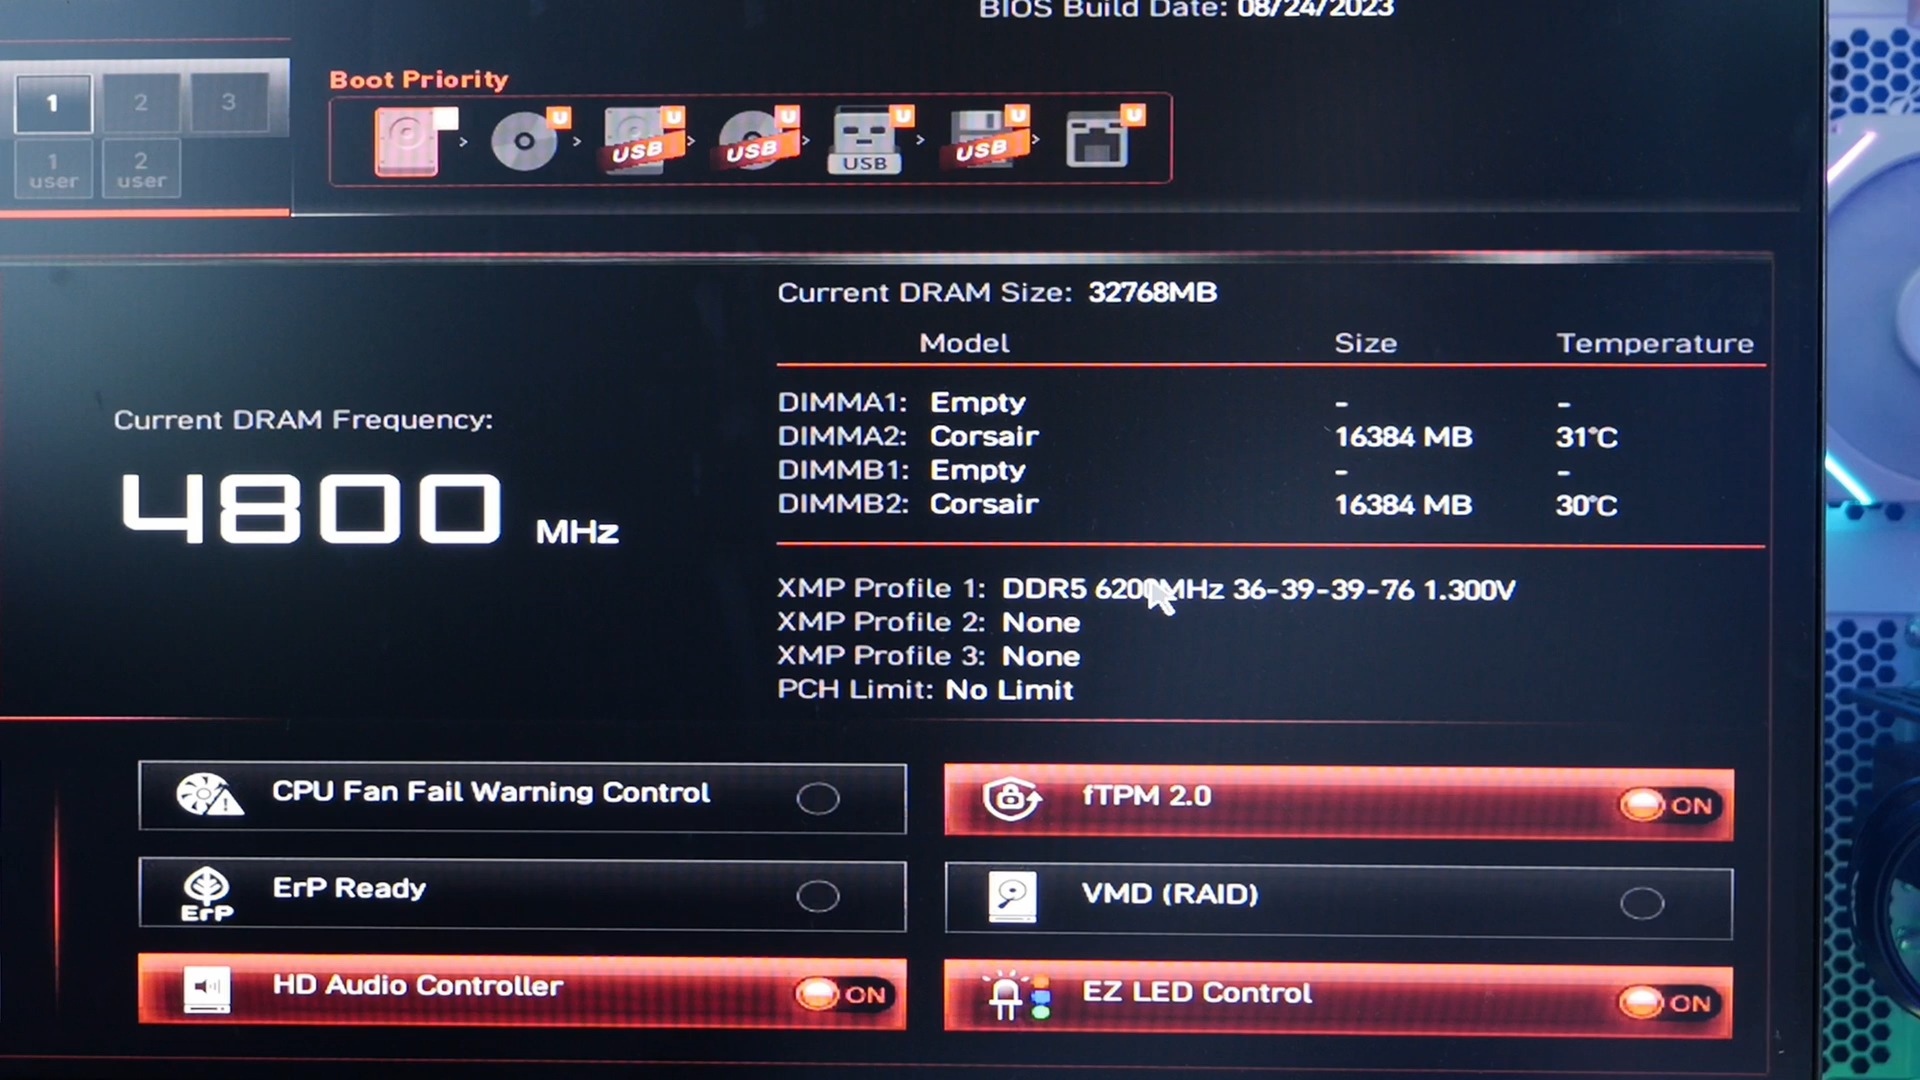 BIOS Build Date: 08/24/2023
1 2 3
1 user
2 user
Boot Priority
U U U U U U
USB USB USB USB
Current DRAM Frequency:
4800 MHz
Current DRAM Size: 32768MB
Model Size Temperature
DIMMA1: Empty - -
DIMMA2: Corsair 16384 MB 31°C
DIMMB1: Empty - -
DIMMB2: Corsair 16384 MB 30°C
XMP Profile 1: DDR5 6200MHz 36-39-39-76 1.300V
XMP Profile 2: None
XMP Profile 3: None
PCH Limit: No Limit
CPU Fan Fail Warning Control
fTPM 2.0 ON
ErP
ErP Ready
VMD (RAID)
HD Audio Controller ON
EZ LED Control ON